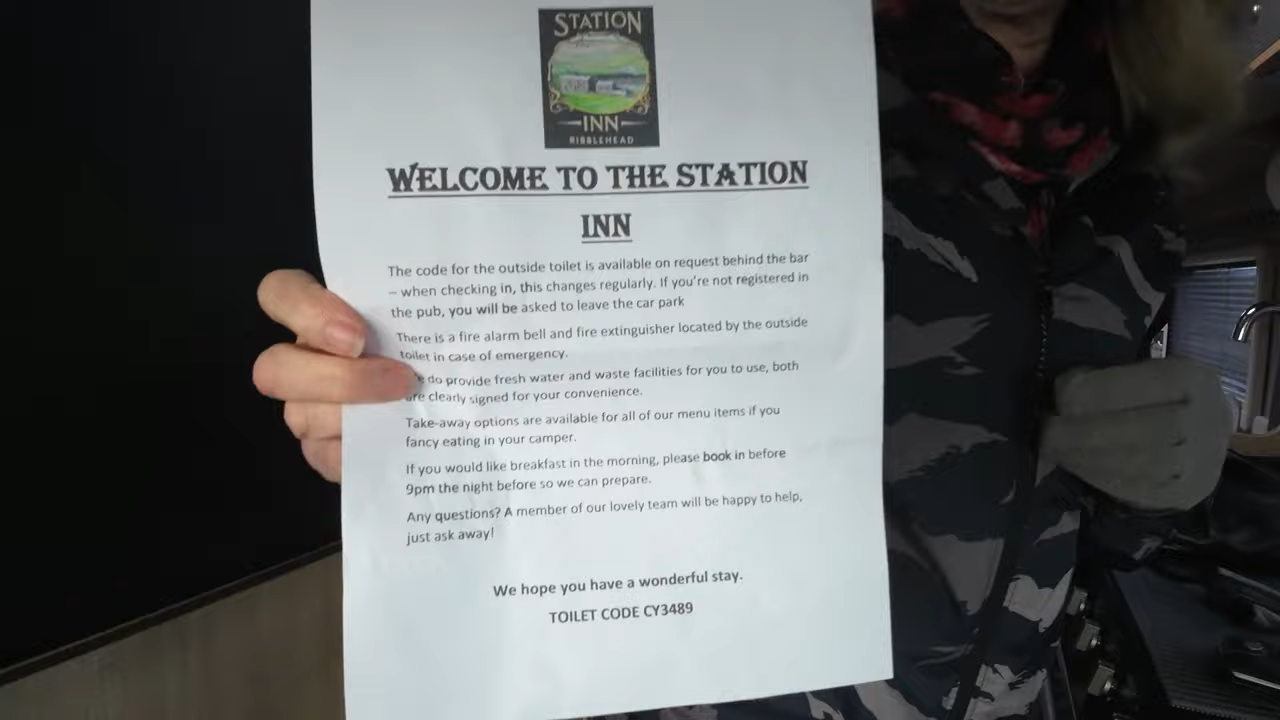 STATION
INN
RIBBLEHEAD
WELCOME TO THE STATION
INN
The code for the outside toilet is available on request behind the bar
– when checking in, this changes regularly. If you're not registered in
the pub, you will be asked to leave the car park
There is a fire alarm bell and fire extinguisher located by the outside
toilet in case of emergency.
do provide fresh water and waste facilities for you to use, both
are clearly signed for your convenience.
Take-away options are available for all of our menu items if you
fancy eating in your camper.
If you would like breakfast in the morning, please book in before
9pm the night before so we can prepare.
Any questions? A member of our lovely team will be happy to help,
just ask away!
We hope you have a wonderful stay.
TOILET CODE CY3489